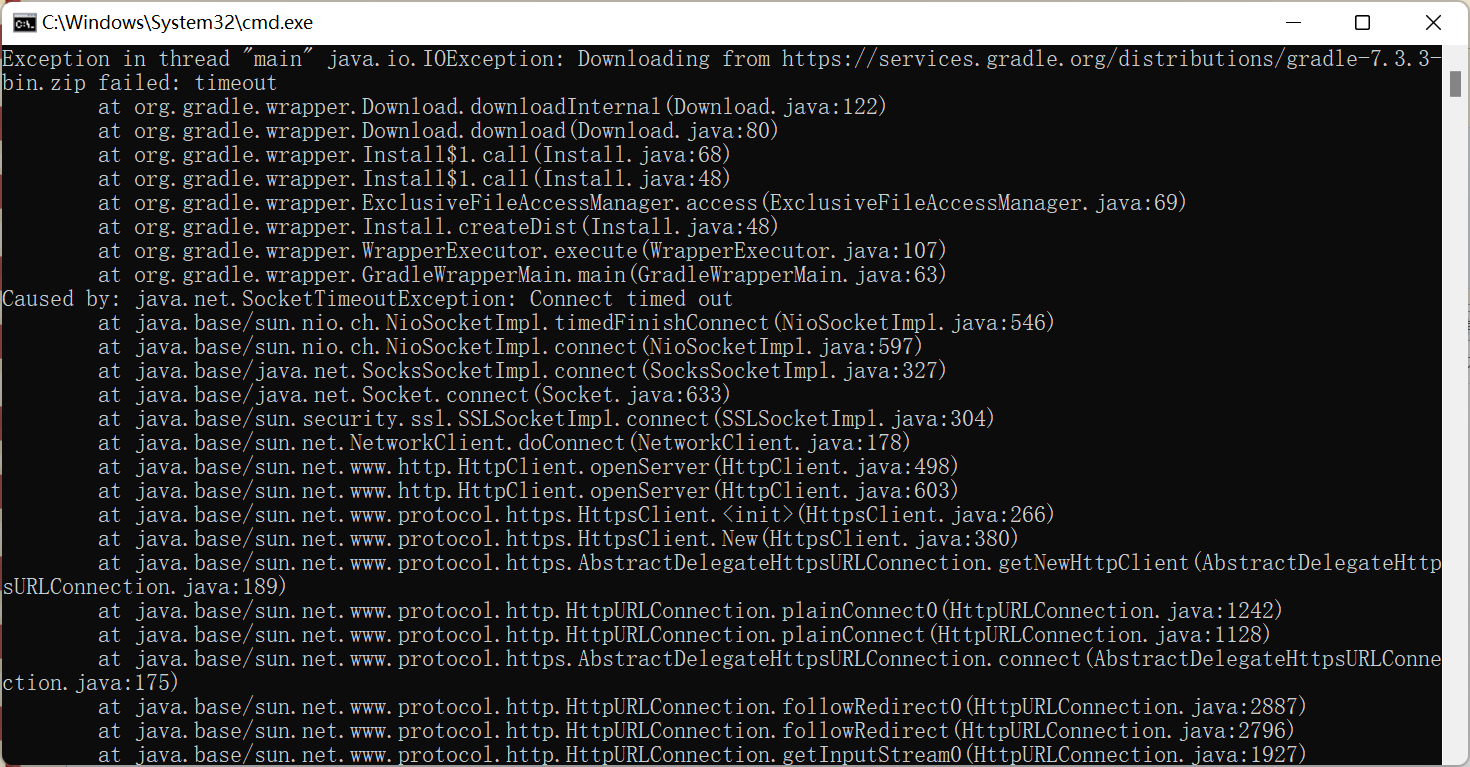 C:\Windows\System32\cmd.exe
Exception in thread "main" java.io.IOException: Downloading from https://services.gradle.org/distributions/gradle-7.3.3-
bin.zip failed: timeout
at org.gradle.wrapper.Download.downloadInternal(Download.java:122)
at org.gradle.wrapper.Download.download(Download.java:80)
at org.gradle.wrapper.Install$1.call(Install.java:68)
at org.gradle.wrapper.Install$1.call(Install.java:48)
at org.gradle.wrapper.ExclusiveFileAccessManager.access(ExclusiveFileAccessManager.java:69)
at org.gradle.wrapper.Install.createDist(Install.java:48)
at org.gradle.wrapper.WrapperExecutor.execute(WrapperExecutor.java:107)
at org.gradle.wrapper.GradleWrapperMain.main(GradleWrapperMain.java:63)
Caused by: java.net.SocketTimeoutException: Connect timed out
at java.base/sun.nio.ch.NioSocketImpl.timedFinishConnect(NioSocketImpl.java:546)
at java.base/sun.nio.ch.NioSocketImpl.connect(NioSocketImpl.java:597)
at java.base/java.net.SocksSocketImpl.connect(SocksSocketImpl.java:327)
at java.base/java.net.Socket.connect(Socket.java:633)
at java.base/sun.security.ssl.SSLSocketImpl.connect(SSLSocketImpl.java:304)
at java.base/sun.net.NetworkClient.doConnect(NetworkClient.java:178)
at java.base/sun.net.www.http.HttpClient.openServer(HttpClient.java:498)
at java.base/sun.net.www.http.HttpClient.openServer(HttpClient.java:603)
at java.base/sun.net.www.protocol.https.HttpsClient.<init>(HttpsClient.java:266)
at java.base/sun.net.www.protocol.https.HttpsClient.New(HttpsClient.java:380)
at java.base/sun.net.www.protocol.https.AbstractDelegateHttpsURLConnection.getNewHttpClient(AbstractDelegateHttp
sURLConnection.java:189)
at java.base/sun.net.www.protocol.http.HttpURLConnection.plainConnect0(HttpURLConnection.java:1242)
at java.base/sun.net.www.protocol.http.HttpURLConnection.plainConnect(HttpURLConnection.java:1128)
at java.base/sun.net.www.protocol.https.AbstractDelegateHttpsURLConnection.connect(AbstractDelegateHttpsURLConne
ction.java:175)
at java.base/sun.net.www.protocol.http.HttpURLConnection.followRedirect0(HttpURLConnection.java:2887)
at java.base/sun.net.www.protocol.http.HttpURLConnection.followRedirect(HttpURLConnection.java:2796)
at java.base/sun.net.www.protocol.http.HttpURLConnection.getInputStream0(HttpURLConnection.java:1927)